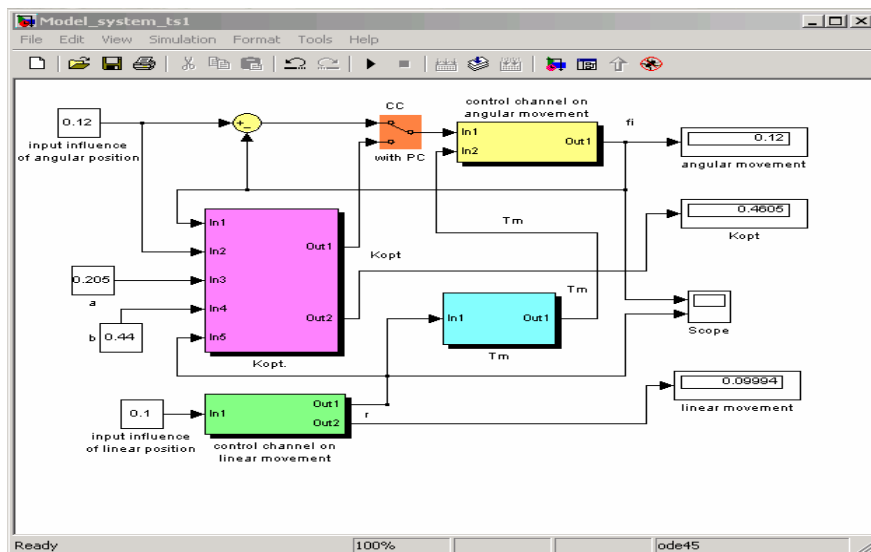 Model_system_ts1
File Edit View Simulation Format Tools Help
CC
control channel on
angular movement
0.12
input influence
of angular position
+
-
with PC
In1
In2
Out1
fi
0.12
angular movement
In1
In2
In3
In4
In5
Out1
Out2
Kopt.
Kopt
Tm
0.4605
Kopt
0.205
a
b
0.44
In1
Out1
Tm
Tm
Scope
0.1
input influence
of linear position
In1
Out1
Out2
r
control channel on
linear movement
0.09994
linear movement
Ready
100%
ode45